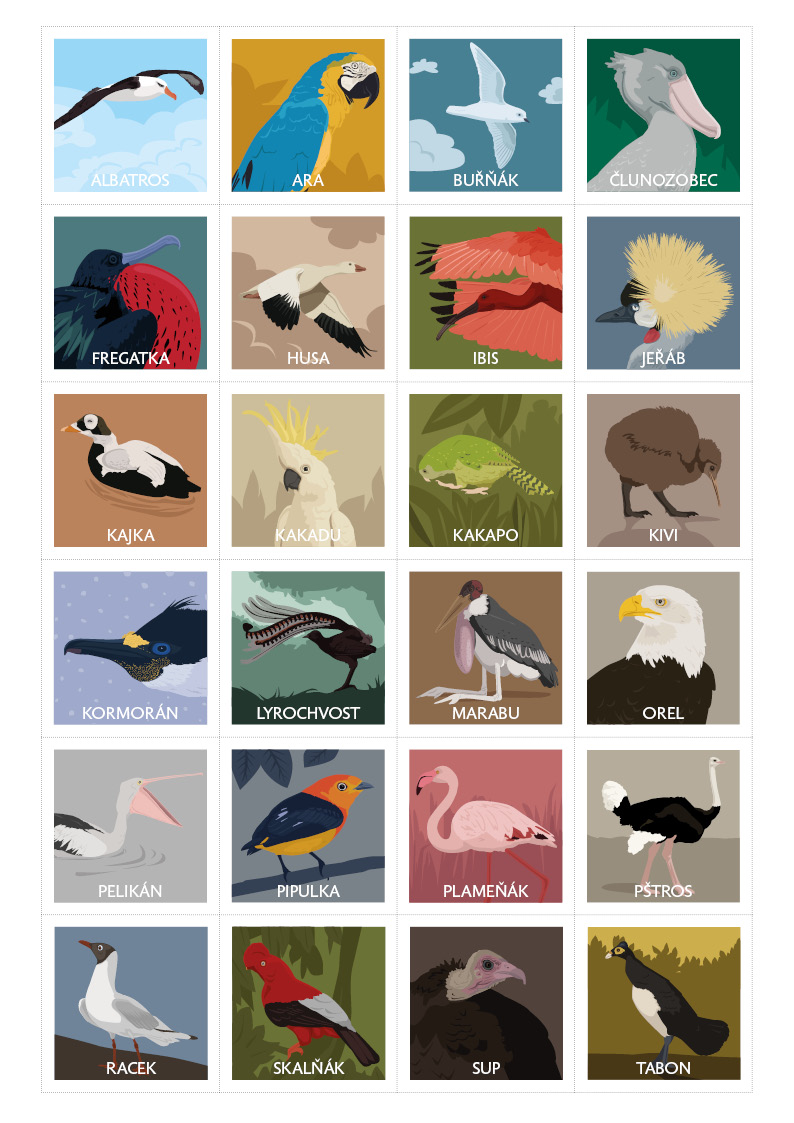 ALBATROS
ARA
BUŘŇÁK
ČLUNOZOBEC
FREGATKA
HUSA
IBIS
JEŘÁB
KAJKA
KAKADU
KAKAPO
KIVI
KORMORÁN
LYROCHVOST
MARABU
OREL
PELIKÁN
PIPULKA
PLAMEŇÁK
PŠTROS
RACEK
SKALŇÁK
SUP
TABON